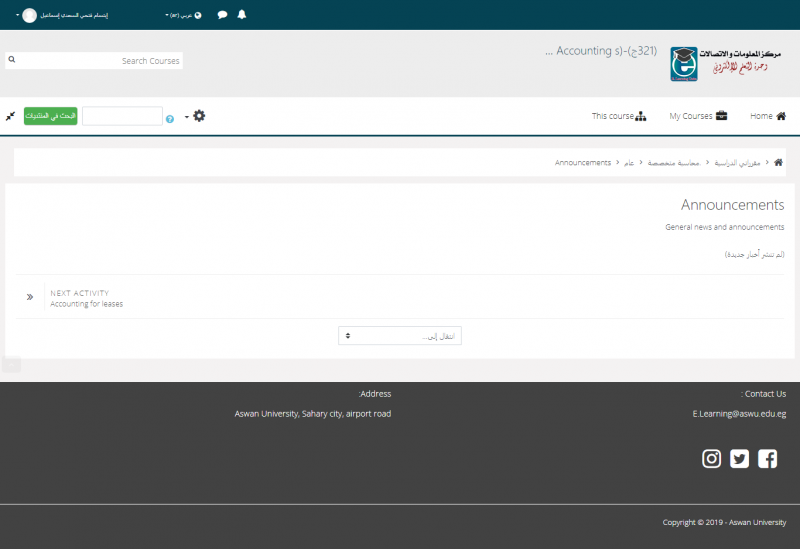 إبتسام فتحي السعدي إسماعيل
عربي (ar)
مركز المعلومات والاتصالات
وحدة التعلم الإلكتروني
... Accounting s)-(ج321)
Search Courses
Home
My Courses
This course
البحث في المنتديات
مقرراتي الدراسية
محاسبة متخصصة.
عام
Announcements
Announcements
General news and announcements
(لم تنشر أخبار جديدة)
NEXT ACTIVITY
Accounting for leases
انتقال إلى...
: Contact Us
E.Learning@aswu.edu.eg
:Address
Aswan University, Sahary city, airport road
Copyright © 2019 - Aswan University